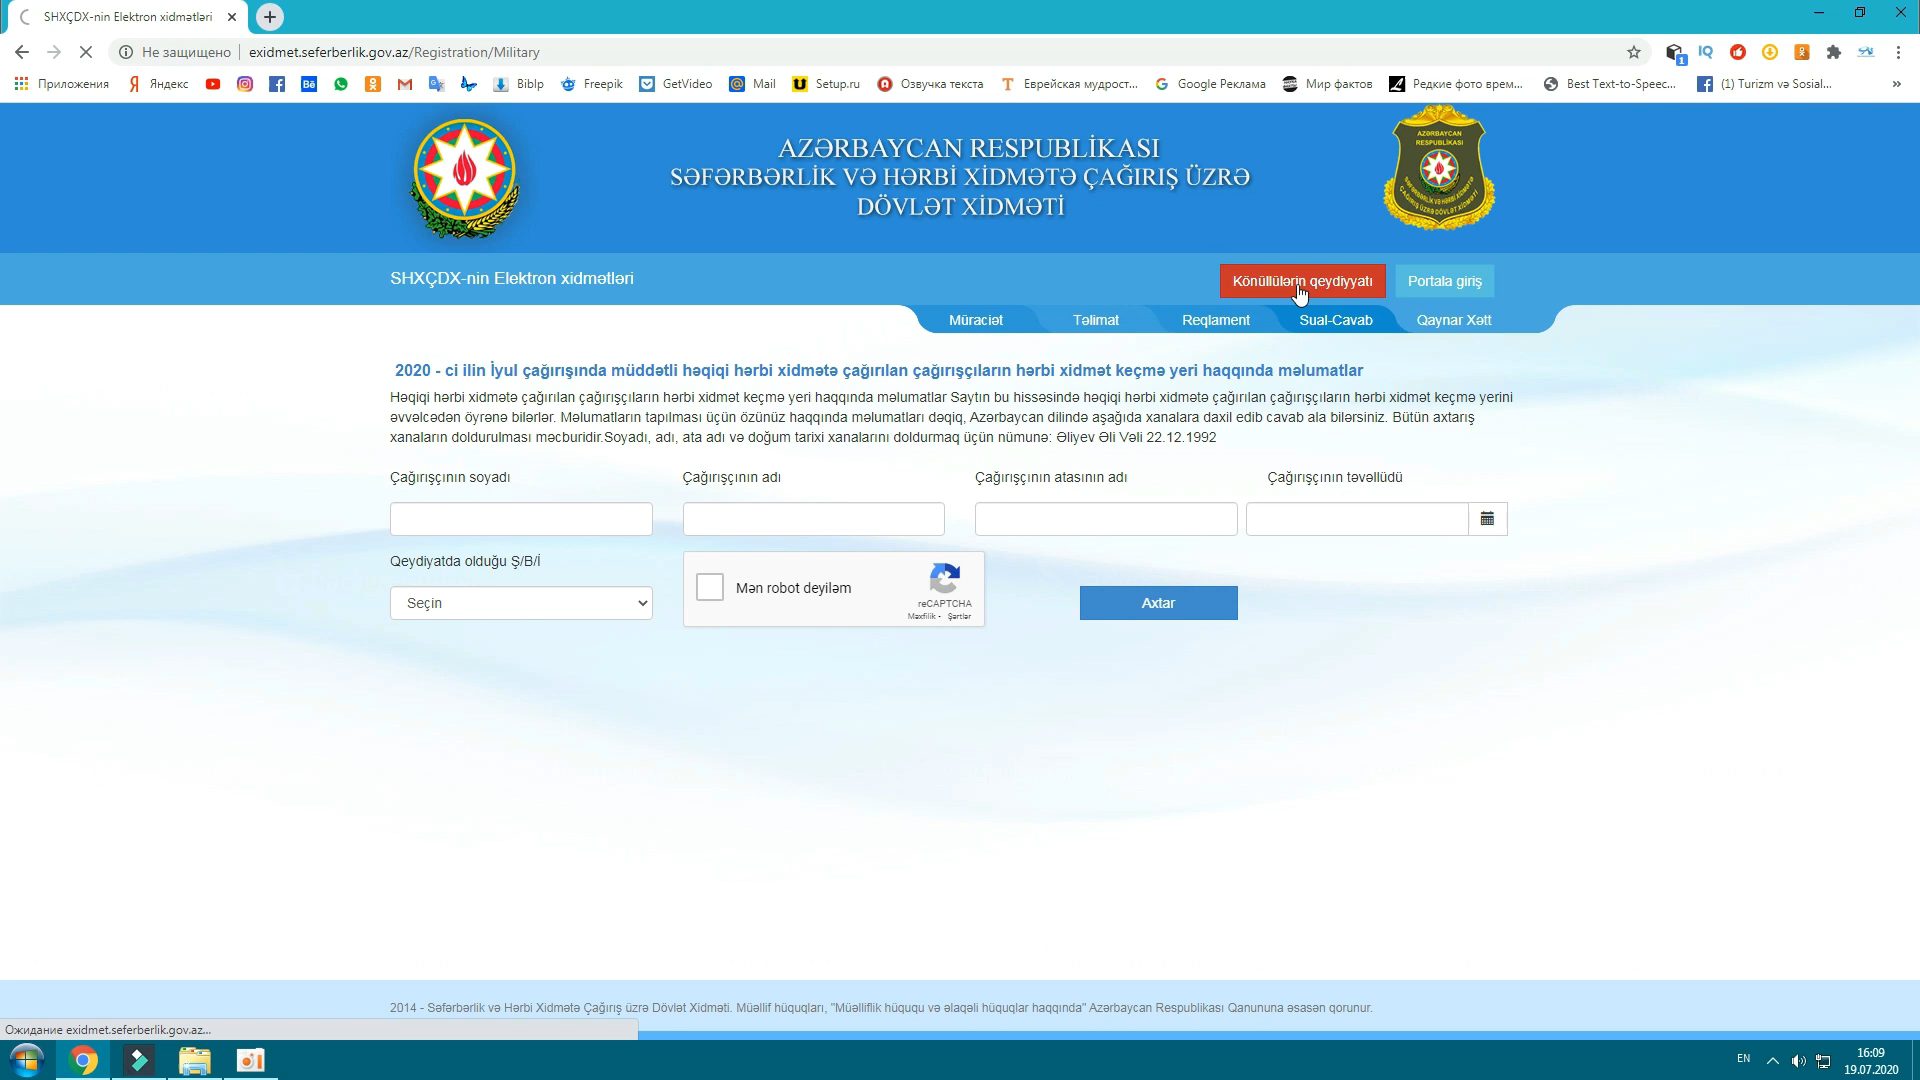 SHXÇDX-nin Elektron xidmətləri
Не защищено
exidmet.seferberlik.gov.az/Registration/Military
1
Приложения
Яндекс
Biblp
Freepik
GetVideo
Mail
Setup.ru
Озвучка текста
Еврейская мудрост...
Google Реклама
Мир фактов
Редкие фото врем...
Best Text-to-Speec...
(1) Turizm və Sosial...
»
AZƏRBAYCAN RESPUBLİKASI
SƏFƏRBƏRLİK VƏ HƏRBİ XİDMƏTƏ ÇAĞIRIŞ ÜZRƏ
DÖVLƏT XİDMƏTİ
AZƏRBAYCAN
RESPUBLİKASI
SHXÇDX-nin Elektron xidmətləri
Könüllülərin qeydiyyatı
Portala giriş
Müraciət
Təlimat
Reqlament
Sual-Cavab
Qaynar Xətt
2020 - ci ilin İyul çağırışında müddətli həqiqi hərbi xidmətə çağırılan çağırışçıların hərbi xidmət keçmə yeri haqqında məlumatlar
Həqiqi hərbi xidmətə çağırılan çağırışçıların hərbi xidmət keçmə yeri haqqında məlumatlar Saytın bu hissəsində həqiqi hərbi xidmətə çağırılan çağırışçıların hərbi xidmət keçmə yerini
əvvəlcədən öyrənə bilərlər. Məlumatların tapılması üçün özünüz haqqında məlumatları dəqiq, Azərbaycan dilində aşağıda xanalara daxil edib cavab ala bilərsiniz. Bütün axtarış
xanaların doldurulması məcburidir.Soyadı, adı, ata adı və doğum tarixi xanalarını doldurmaq üçün nümunə: Əliyev Əli Vəli 22.12.1992
Çağırışçının soyadı
Çağırışçının adı
Çağırışçının atasının adı
Çağırışçının təvəllüdü
Qeydiyatda olduğu Ş/B/İ
Seçin
Mən robot deyiləm
reCAPTCHA
Məxfilik - Şərtlər
Axtar
2014 - Səfərbərlik və Hərbi Xidmətə Çağırış üzrə Dövlət Xidməti. Müəllif hüquqları, "Müəlliflik hüququ və əlaqəli hüquqlar haqqında" Azərbaycan Respublikası Qanununa əsasən qorunur.
Ожидание exidmet.seferberlik.gov.az...
EN
16:09
19.07.2020